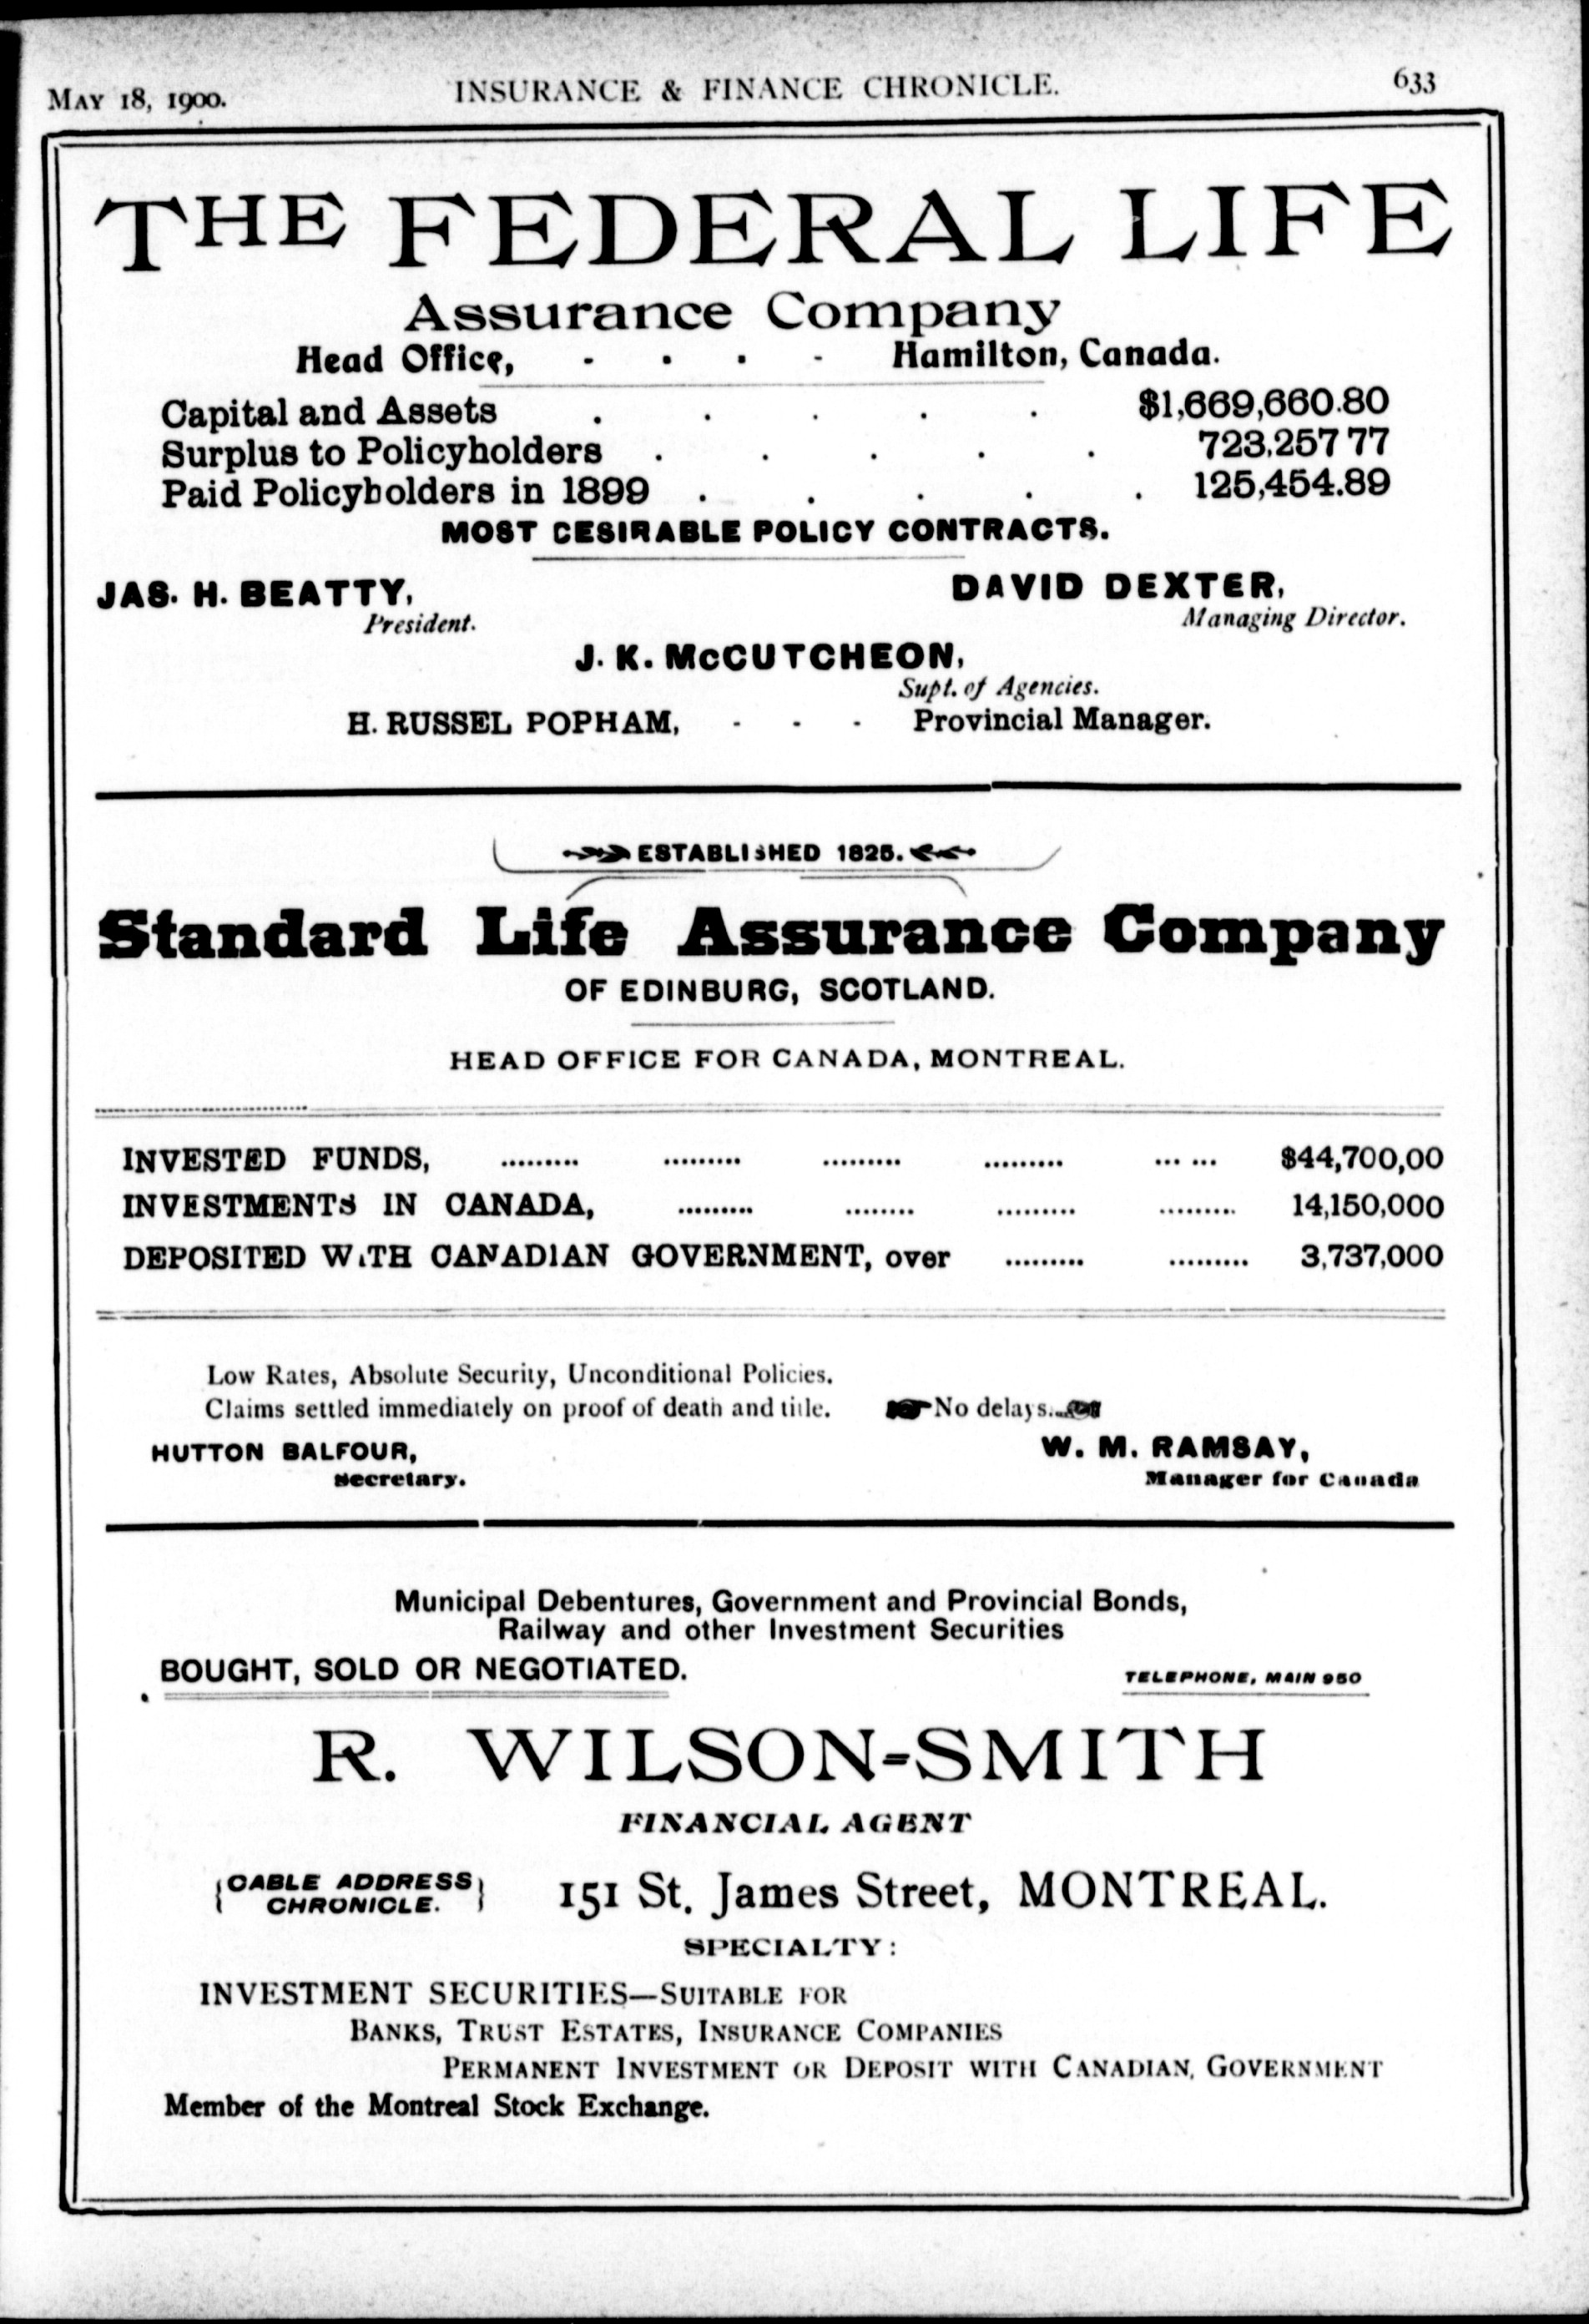 MAY 18, 1900. INSURANCE & FINANCE CHRONICLE. 633
THE FEDERAL LIFE
Assurance Company
Head Office, - - - - Hamilton, Canada.
Capital and Assets . . . . . $1,669,660.80
Surplus to Policyholders . . . . . 723,257 77
Paid Policyholders in 1899 . . . . . 125,454.89
MOST DESIRABLE POLICY CONTRACTS.
JAS. H. BEATTY, DAVID DEXTER,
President. Managing Director.
J. K. McCUTCHEON,
Supt. of Agencies.
H. RUSSEL POPHAM, - - - Provincial Manager.
ESTABLISHED 1825.
Standard Life Assurance Company
OF EDINBURG, SCOTLAND.
HEAD OFFICE FOR CANADA, MONTREAL.
INVESTED FUNDS, ......... ......... ......... ......... ... ... $44,700,00
INVESTMENTS IN CANADA, ......... ........ ......... ......... 14,150,000
DEPOSITED WITH CANADIAN GOVERNMENT, over ......... ......... 3,737,000
Low Rates, Absolute Security, Unconditional Policies.
Claims settled immediately on proof of death and title. No delays.
HUTTON BALFOUR, W. M. RAMSAY,
Secretary. Manager for Canada
Municipal Debentures, Government and Provincial Bonds,
Railway and other Investment Securities
BOUGHT, SOLD OR NEGOTIATED. TELEPHONE, MAIN 950
R. WILSON-SMITH
FINANCIAL AGENT
CABLE ADDRESS
CHRONICLE.
151 St. James Street, MONTREAL.
SPECIALTY:
INVESTMENT SECURITIES—SUITABLE FOR
BANKS, TRUST ESTATES, INSURANCE COMPANIES
PERMANENT INVESTMENT OR DEPOSIT WITH CANADIAN, GOVERNMENT
Member of the Montreal Stock Exchange.